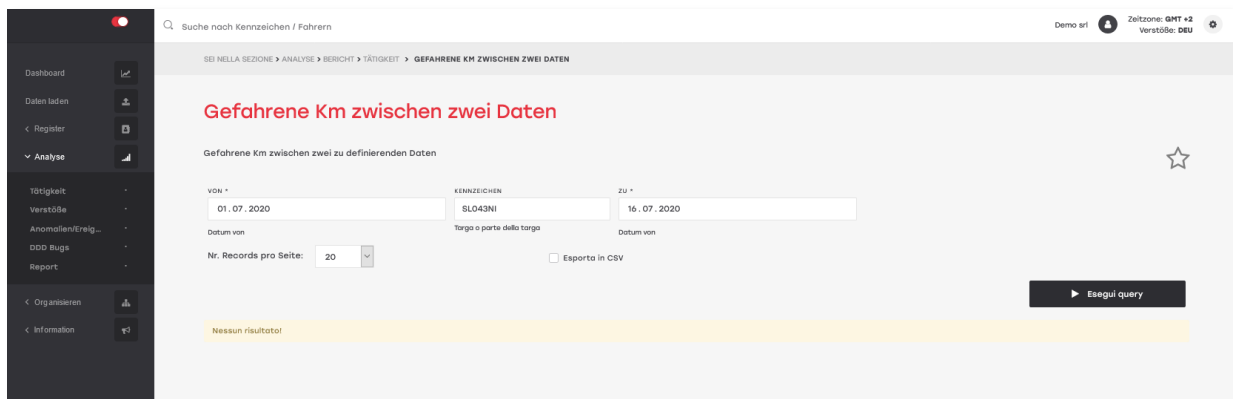 Suche nach Kennzeichen / Fahrern
Demo srl
Zeitzone: GMT +2
Verstöße: DEU
SEI NELLA SEZIONE > ANALYSE > BERICHT > TÄTIGKEIT > GEFAHRENE KM ZWISCHEN ZWEI DATEN
Dashboard
Daten laden
< Register
Analyse
Tätigkeit
Verstöße
Anomalien/Ereig...
DDD Bugs
Report
< Organisieren
< Information
Gefahrene Km zwischen zwei Daten
Gefahrene Km zwischen zwei zu definierenden Daten
VON *
KENNZEICHEN
ZU *
01.07.2020
SL043NI
16.07.2020
Datum von
Targa o parte della targa
Datum von
Nr. Records pro Seite:
20
Esporta in CSV
Esegui query
Nessun risultato!